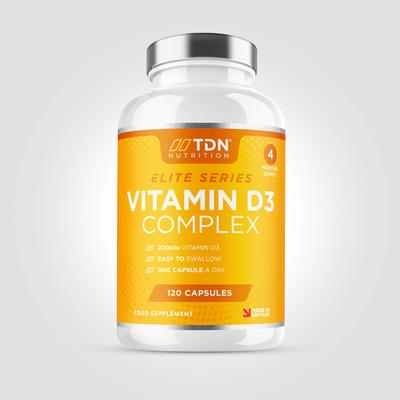 TDN®
NUTRITION
4
MONTHS
SUPPLY
ELITE SERIES
VITAMIN D3
COMPLEX
2000iu VITAMIN D3
EASY TO SWALLOW
ONE CAPSULE A DAY
120 CAPSULES
FOOD SUPPLEMENT
MADE IN
BRITAIN